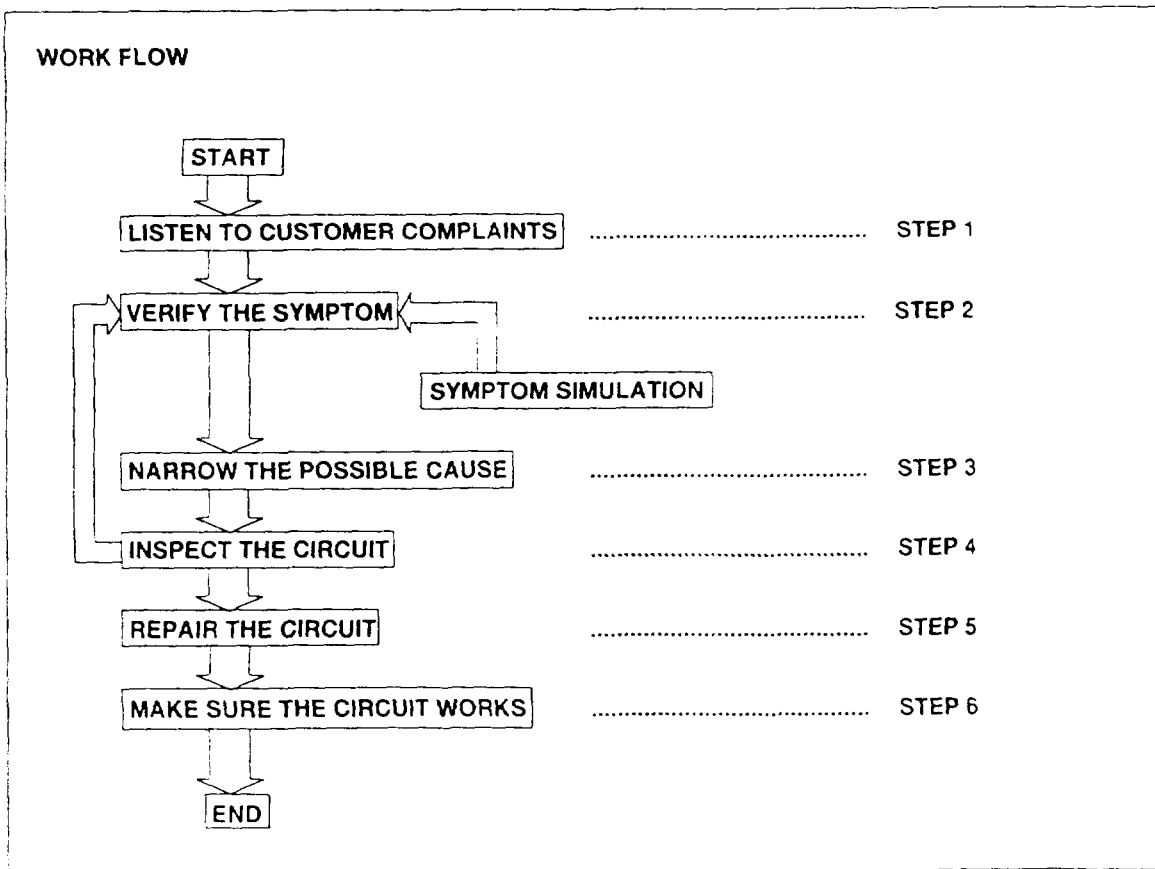 WORK FLOW
START
LISTEN TO CUSTOMER COMPLAINTS ........................................ STEP 1
VERIFY THE SYMPTOM ........................................ STEP 2
SYMPTOM SIMULATION
NARROW THE POSSIBLE CAUSE ........................................ STEP 3
INSPECT THE CIRCUIT ........................................ STEP 4
REPAIR THE CIRCUIT ........................................ STEP 5
MAKE SURE THE CIRCUIT WORKS ........................................ STEP 6
END